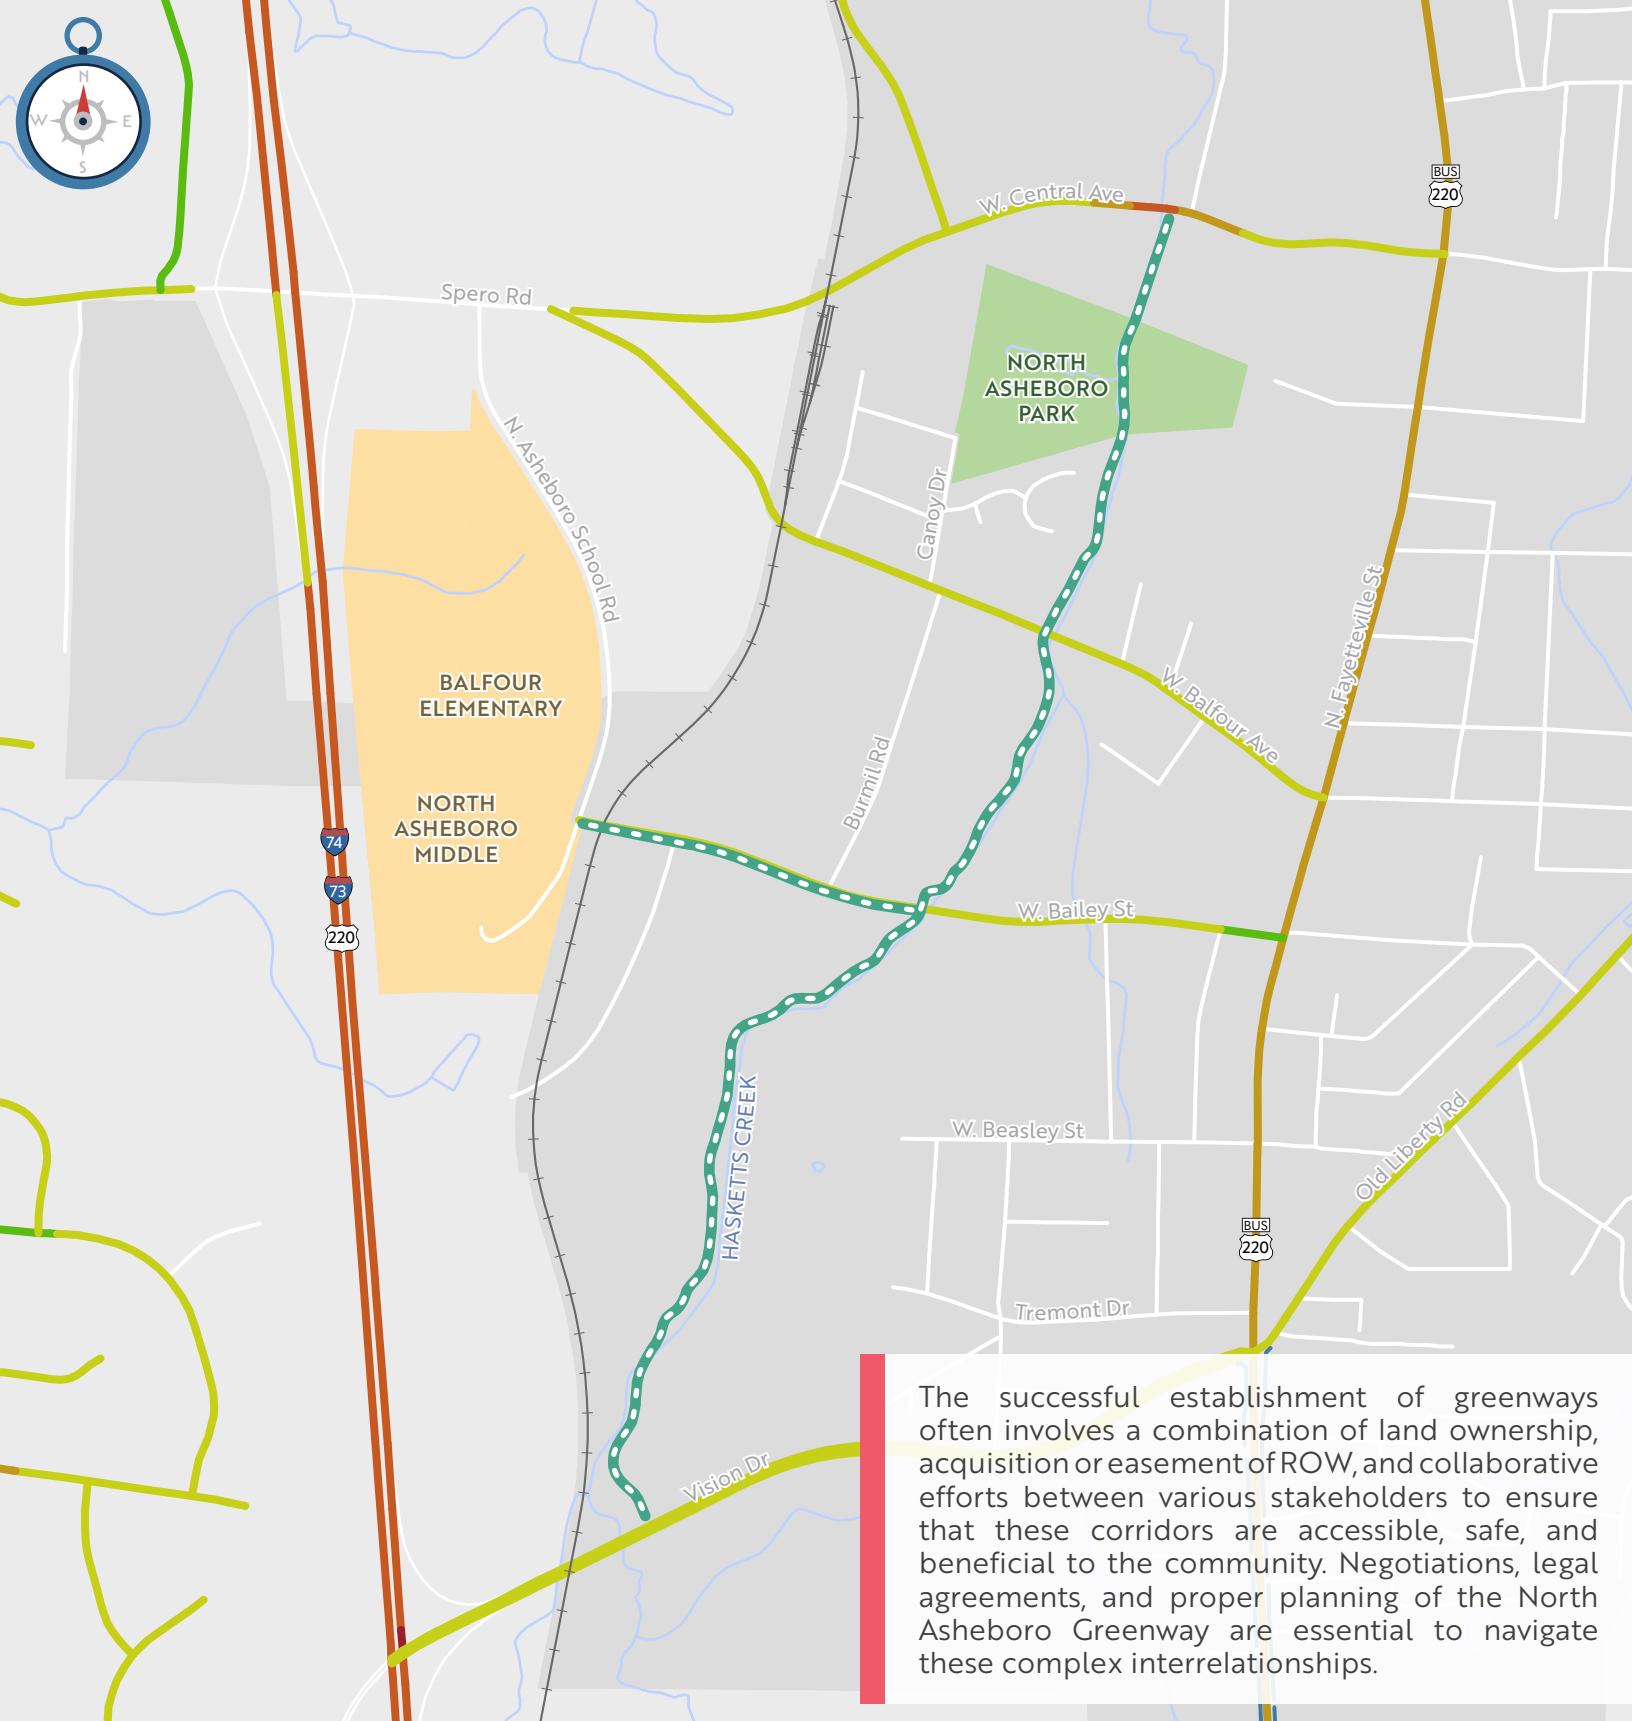 N
W
E
S
W. Central Ave
BUS
220
Spero Rd
NORTH
ASHEBORO
PARK
N. Asheboro School Rd
Canoy Dr
N. Fayetteville St
BALFOUR
ELEMENTARY
W. Balfour Ave
Burmil Rd
NORTH
ASHEBORO
MIDDLE
74
73
220
W. Bailey St
HASKETTS CREEK
W. Beasley St
Old Liberty Rd
BUS
220
Tremont Dr
Vision Dr
The successful establishment of greenways
often involves a combination of land ownership,
acquisition or easement of ROW, and collaborative
efforts between various stakeholders to ensure
that these corridors are accessible, safe, and
beneficial to the community. Negotiations, legal
agreements, and proper planning of the North
Asheboro Greenway are essential to navigate
these complex interrelationships.